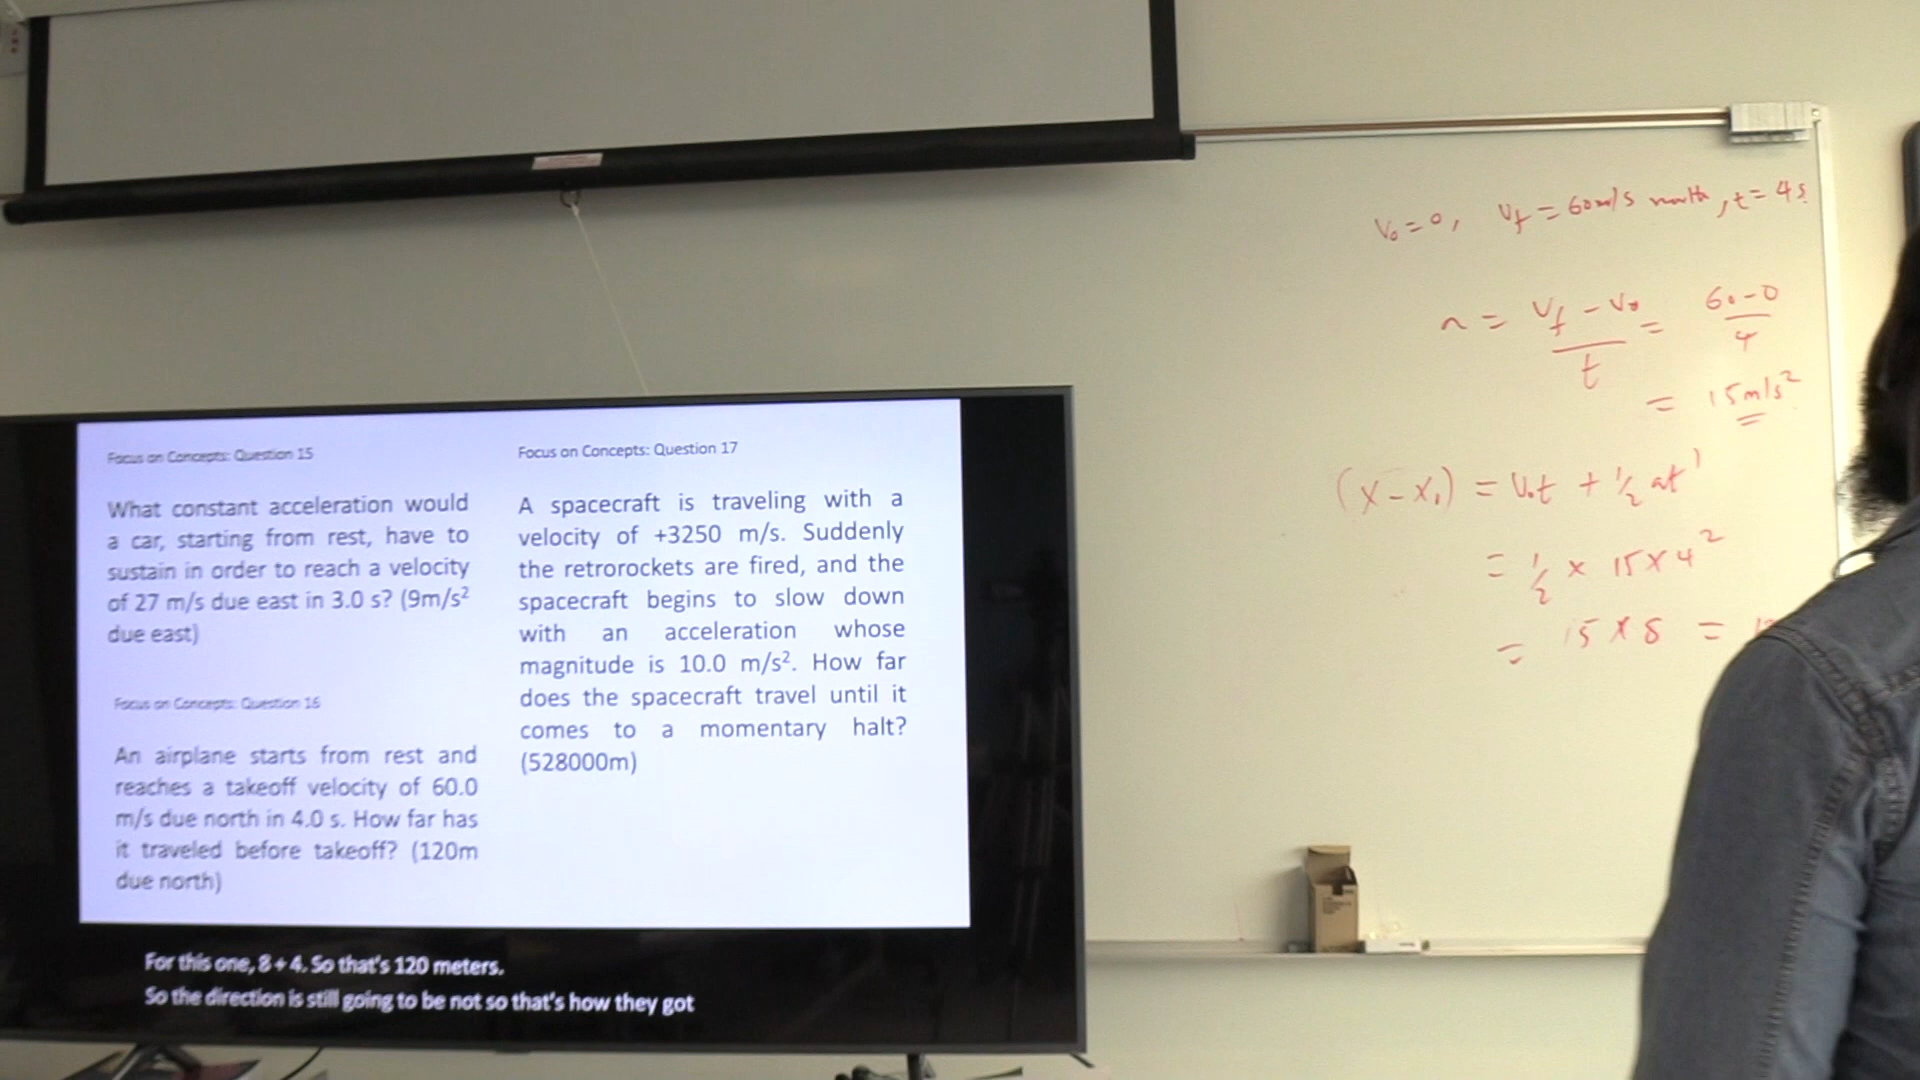 Focus on Concepts: Question 15
What constant acceleration would
a car, starting from rest, have to
sustain in order to reach a velocity
of 27 m/s due east in 3.0 s? (9m/s²
due east)
Focus on Concepts: Question 16
An airplane starts from rest and
reaches a takeoff velocity of 60.0
m/s due north in 4.0 s. How far has
it traveled before takeoff? (120m
due north)
Focus on Concepts: Question 17
A spacecraft is traveling with a
velocity of +3250 m/s. Suddenly
the retrorockets are fired, and the
spacecraft begins to slow down
with an acceleration whose
magnitude is 10.0 m/s². How far
does the spacecraft travel until it
comes to a momentary halt?
(528000m)
For this one, 8 + 4. So that's 120 meters.
So the direction is still going to be not so that's how they got
V₀ = 0, Vf = 60m/s north, t = 4s
a = (Vf - V₀)/t = (60-0)/4
= 15m/s²
(x - x₁) = V₀t + ½ at²
= ½ × 15 × 4²
= 15 × 8 =